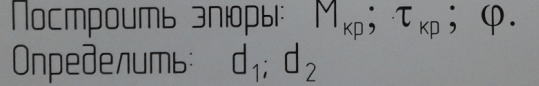 Построить эпюры: Mкр; τкр; φ.
Определить: d1; d2